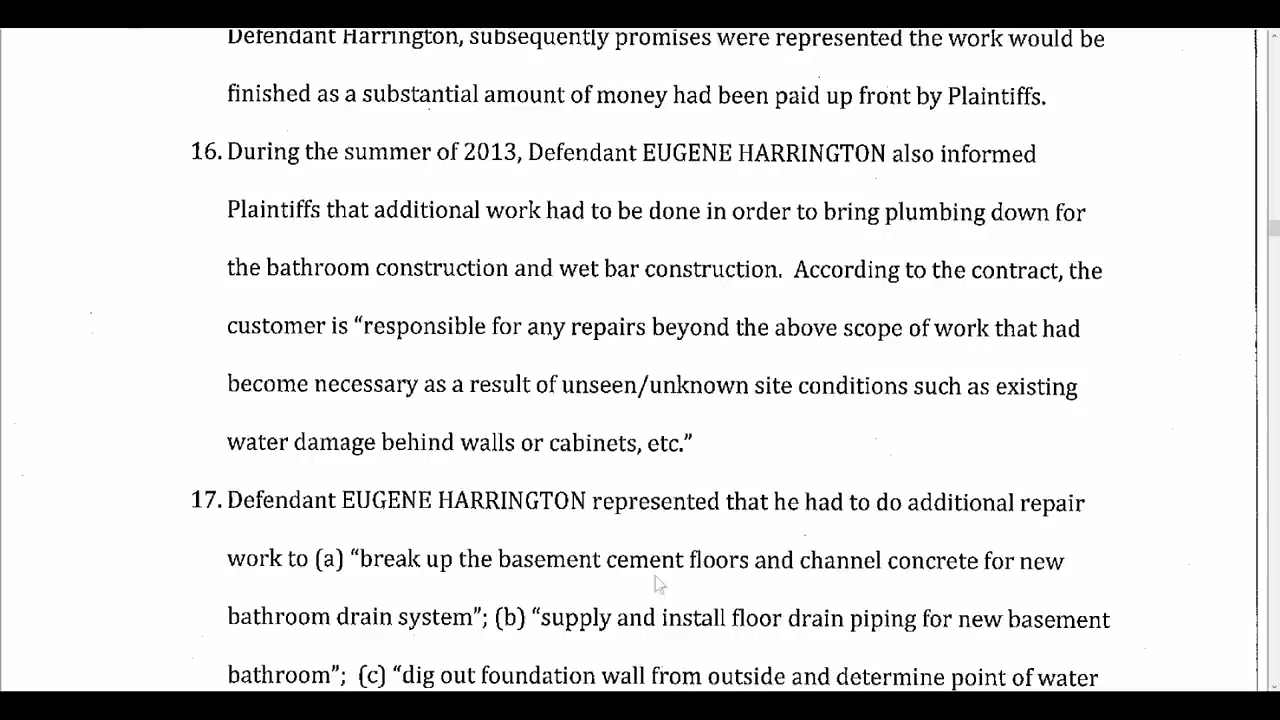 Defendant Harrington, subsequently promises were represented the work would be
finished as a substantial amount of money had been paid up front by Plaintiffs.
16. During the summer of 2013, Defendant EUGENE HARRINGTON also informed
Plaintiffs that additional work had to be done in order to bring plumbing down for
the bathroom construction and wet bar construction.  According to the contract, the
customer is “responsible for any repairs beyond the above scope of work that had
become necessary as a result of unseen/unknown site conditions such as existing
water damage behind walls or cabinets, etc.”
17. Defendant EUGENE HARRINGTON represented that he had to do additional repair
work to (a) “break up the basement cement floors and channel concrete for new
bathroom drain system”; (b) “supply and install floor drain piping for new basement
bathroom”;  (c) “dig out foundation wall from outside and determine point of water